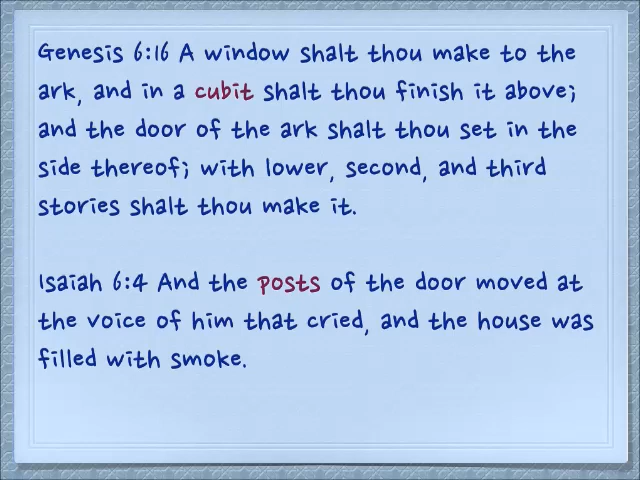 Genesis 6:16 A window shalt thou make to the
ark, and in a cubit shalt thou finish it above;
and the door of the ark shalt thou set in the
side thereof; with lower, second, and third
stories shalt thou make it.
Isaiah 6:4 And the posts of the door moved at
the voice of him that cried, and the house was
filled with smoke.